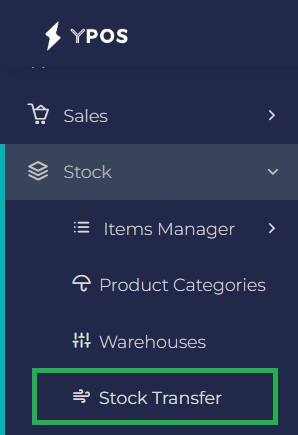 YPOS
Sales
Stock
Items Manager
Product Categories
Warehouses
Stock Transfer